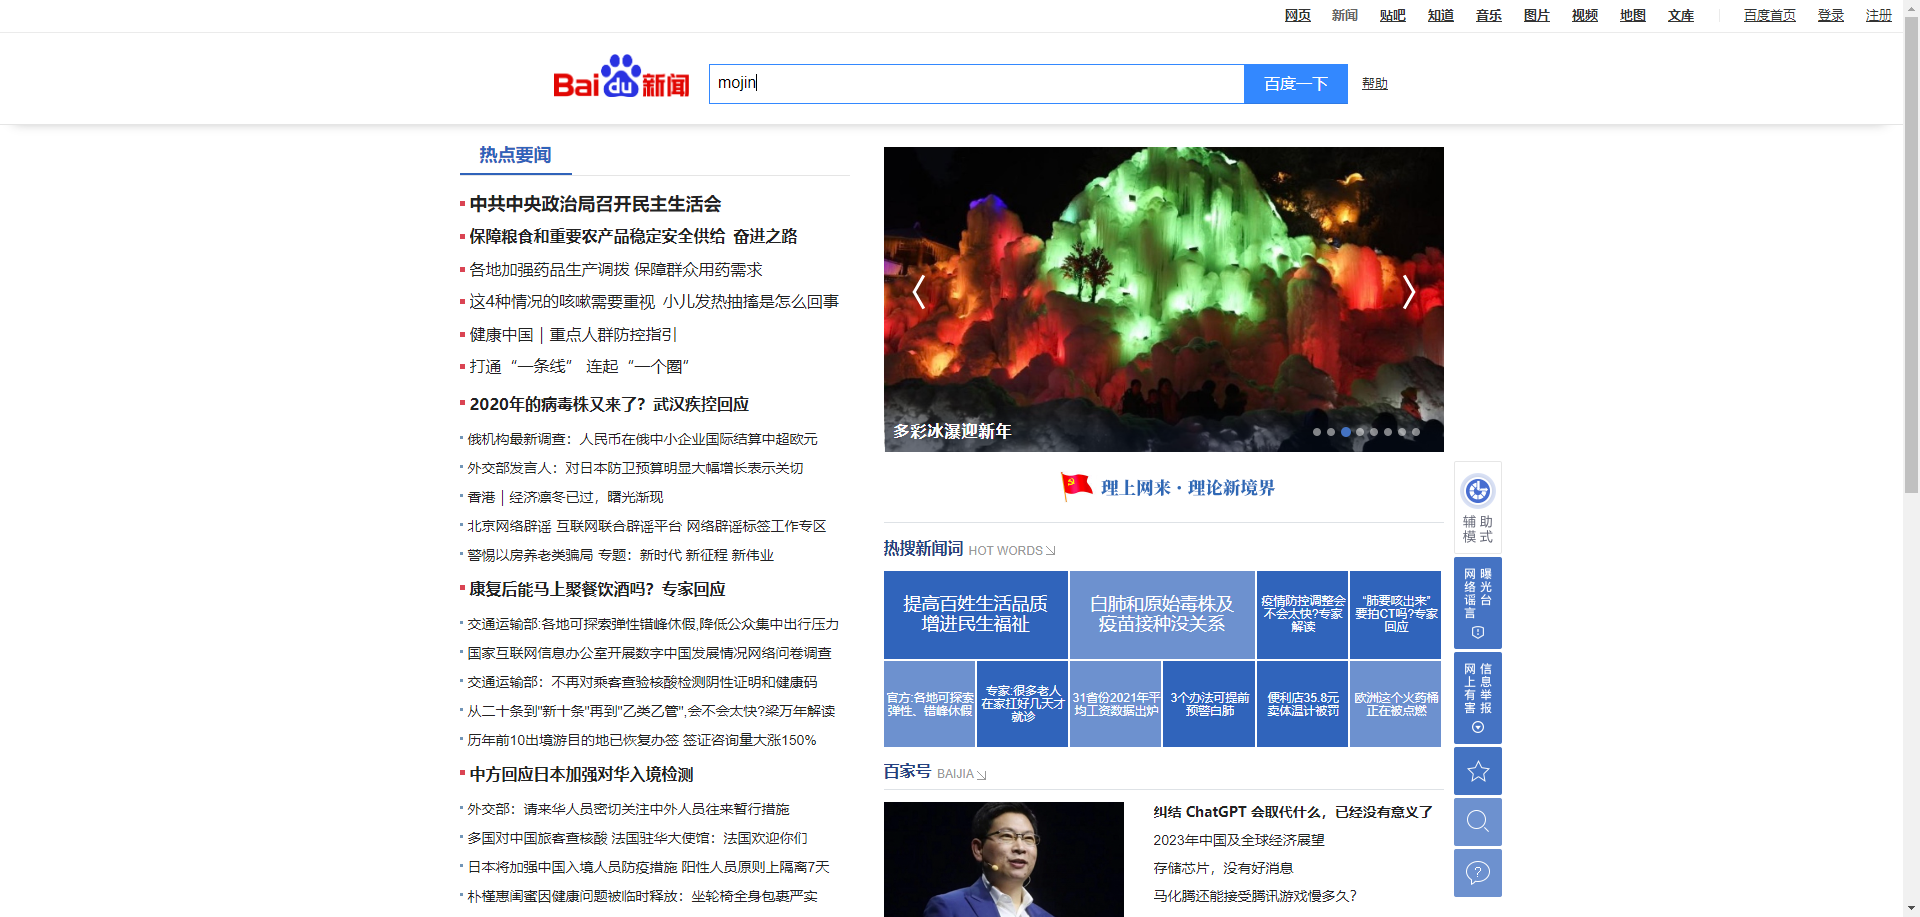 网页 新闻 贴吧 知道 音乐 图片 视频 地图 文库 百度首页 登录 注册
Bai du 新闻 mojin 百度一下 帮助
热点要闻
中共中央政治局召开民主生活会
保障粮食和重要农产品稳定安全供给 奋进之路
各地加强药品生产调拨 保障群众用药需求
这4种情况的咳嗽需要重视 小儿发热抽搐是怎么回事
健康中国 | 重点人群防控指引
打通“一条线” 连起“一个圈”
2020年的病毒株又来了？武汉疾控回应
俄机构最新调查：人民币在俄中小企业国际结算中超欧元
外交部发言人：对日本防卫预算明显大幅增长表示关切
香港 | 经济凛冬已过，曙光渐现
北京网络辟谣 互联网联合辟谣平台 网络辟谣标签工作专区
警惕以房养老类骗局 专题：新时代 新征程 新伟业
康复后能马上聚餐饮酒吗？专家回应
交通运输部:各地可探索弹性错峰休假,降低公众集中出行压力
国家互联网信息办公室开展数字中国发展情况网络问卷调查
交通运输部：不再对乘客查验核酸检测阴性证明和健康码
从二十条到"新十条"再到"乙类乙管",会不会太快?梁万年解读
历年前10出境游目的地已恢复办签 签证咨询量大涨150%
中方回应日本加强对华入境检测
外交部：请来华人员密切关注中外人员往来暂行措施
多国对中国旅客查核酸 法国驻华大使馆：法国欢迎你们
日本将加强中国入境人员防疫措施 阳性人员原则上隔离7天
朴槿惠闺蜜因健康问题被临时释放：坐轮椅全身包裹严实
多彩冰瀑迎新年
理上网来·理论新境界
热搜新闻词 HOT WORDS
提高百姓生活品质
增进民生福祉
白肺和原始毒株及
疫苗接种没关系
疫情防控调整会
不会太快?专家
解读
“肺要咳出来”
要拍CT吗?专家
回应
官方:各地可探索
弹性、错峰休假
专家:很多老人
在家扛好几天才
就诊
31省份2021年平
均工资数据出炉
3个办法可提前
预警白肺
便利店35.8元
卖体温计被罚
欧洲这个火药桶
正在被点燃
百家号 BAIJIA
纠结 ChatGPT 会取代什么，已经没有意义了
2023年中国及全球经济展望
存储芯片，没有好消息
马化腾还能接受腾讯游戏慢多久？
辅助
模式
网络谣言
曝光台
网上有害
信息举报